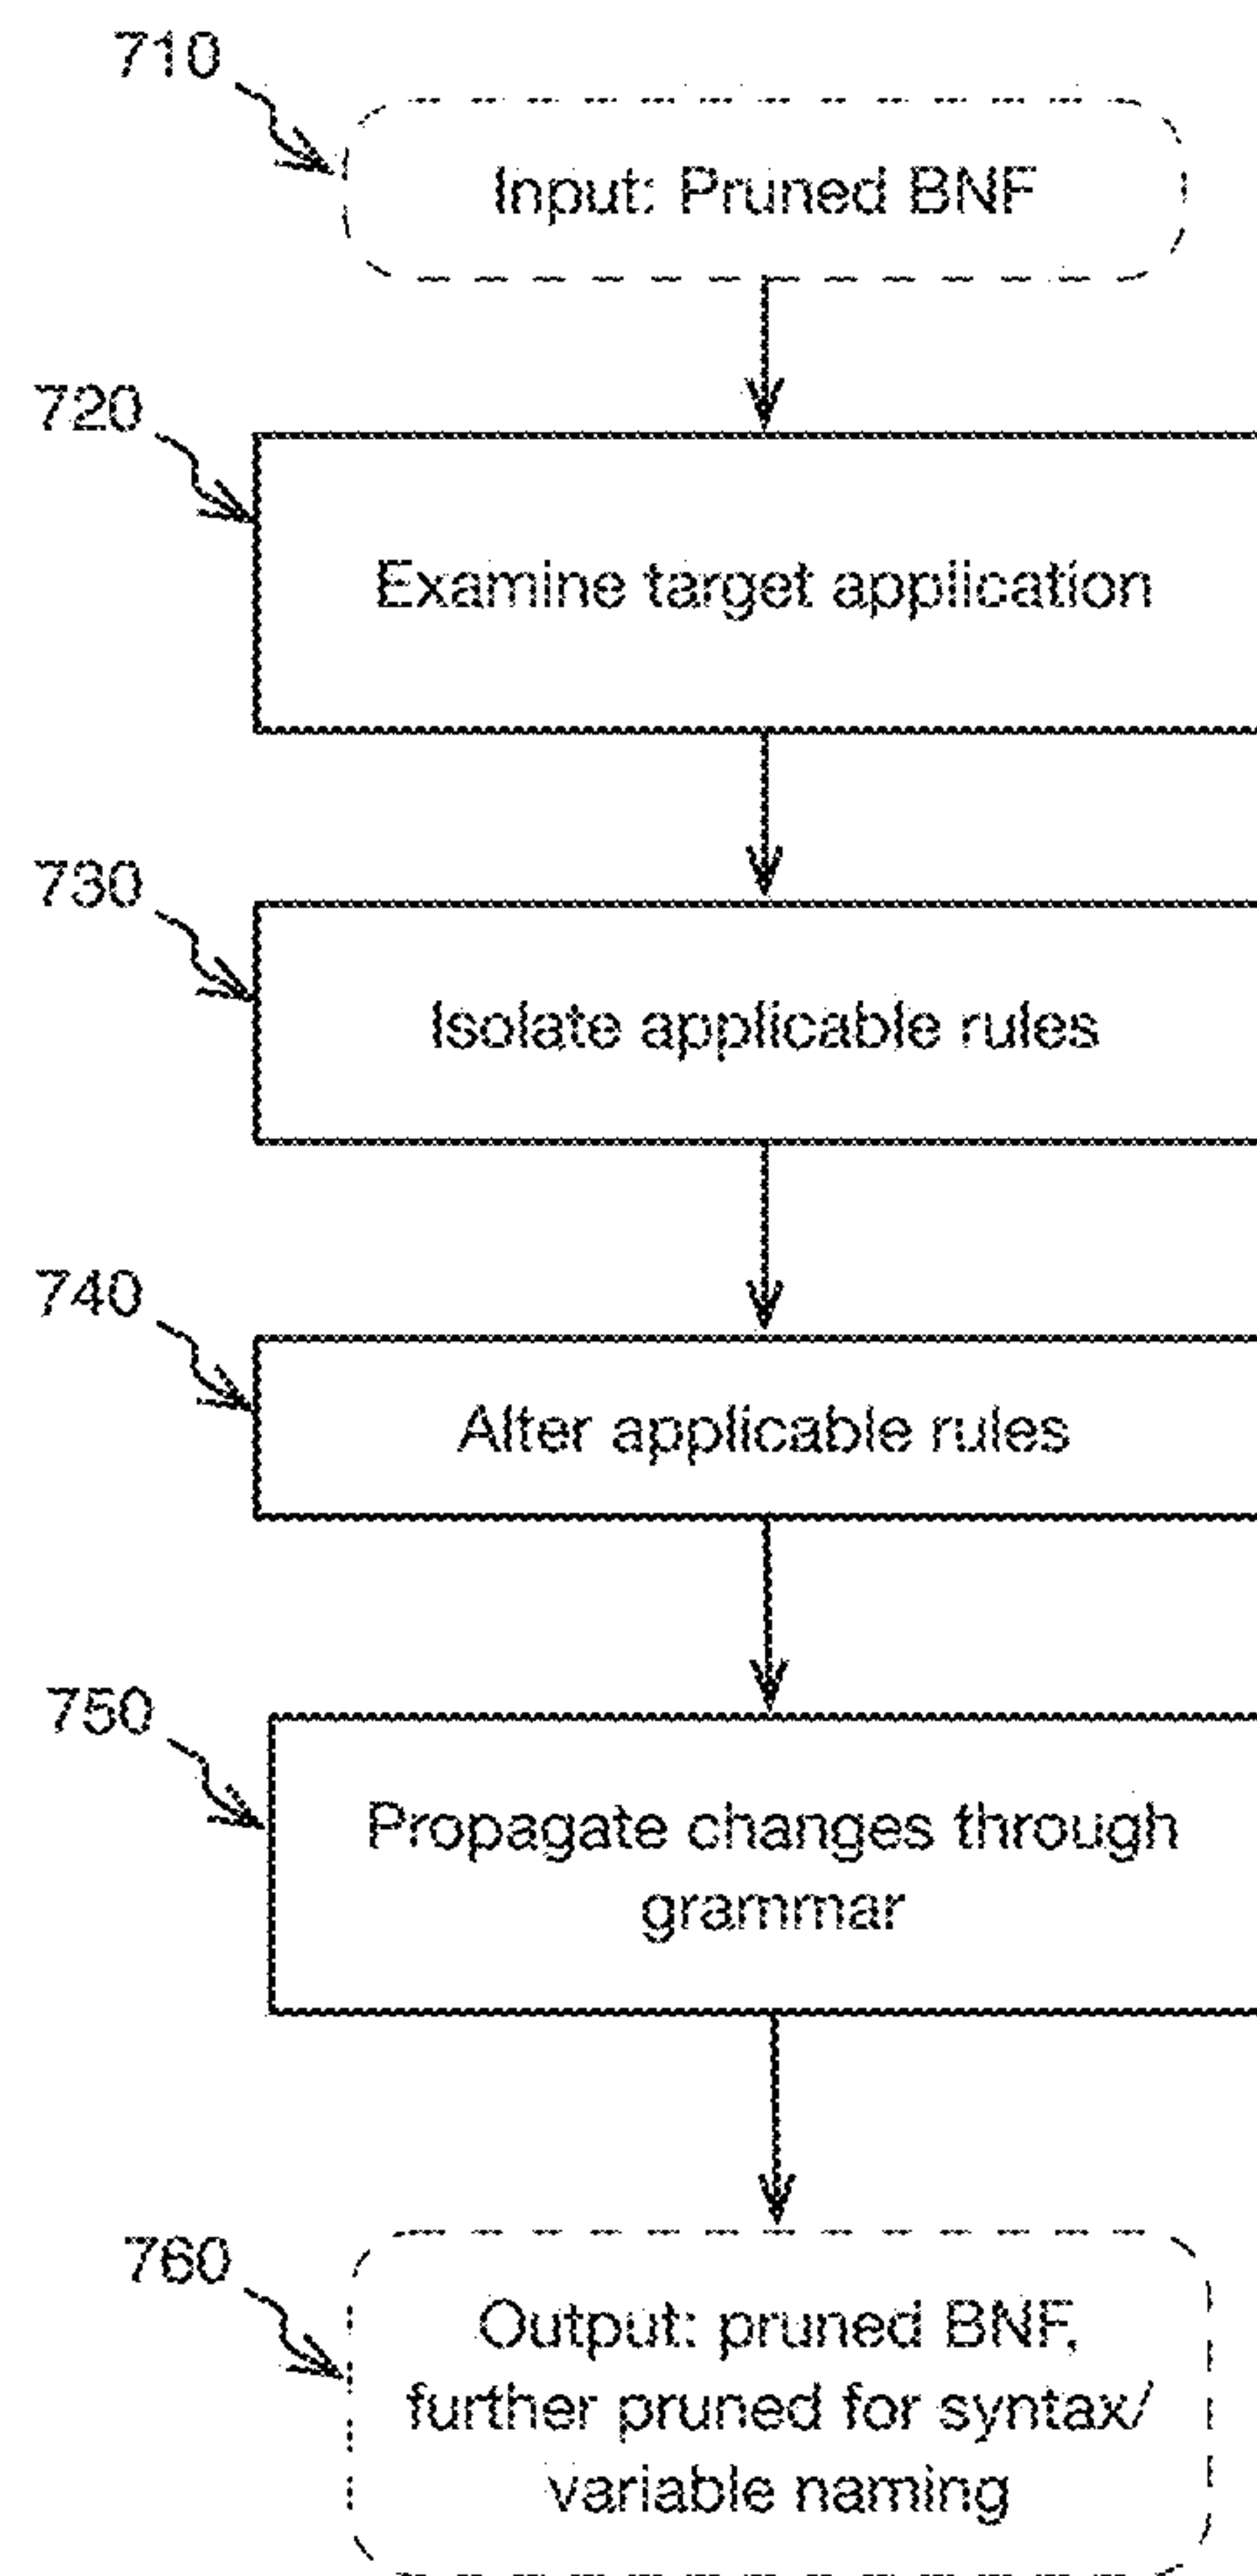 710
Input: Pruned BNF
720
Examine target application
730
Isolate applicable rules
740
Alter applicable rules
750
Propagate changes through
grammar
760
Output: pruned BNF,
further pruned for syntax/
variable naming